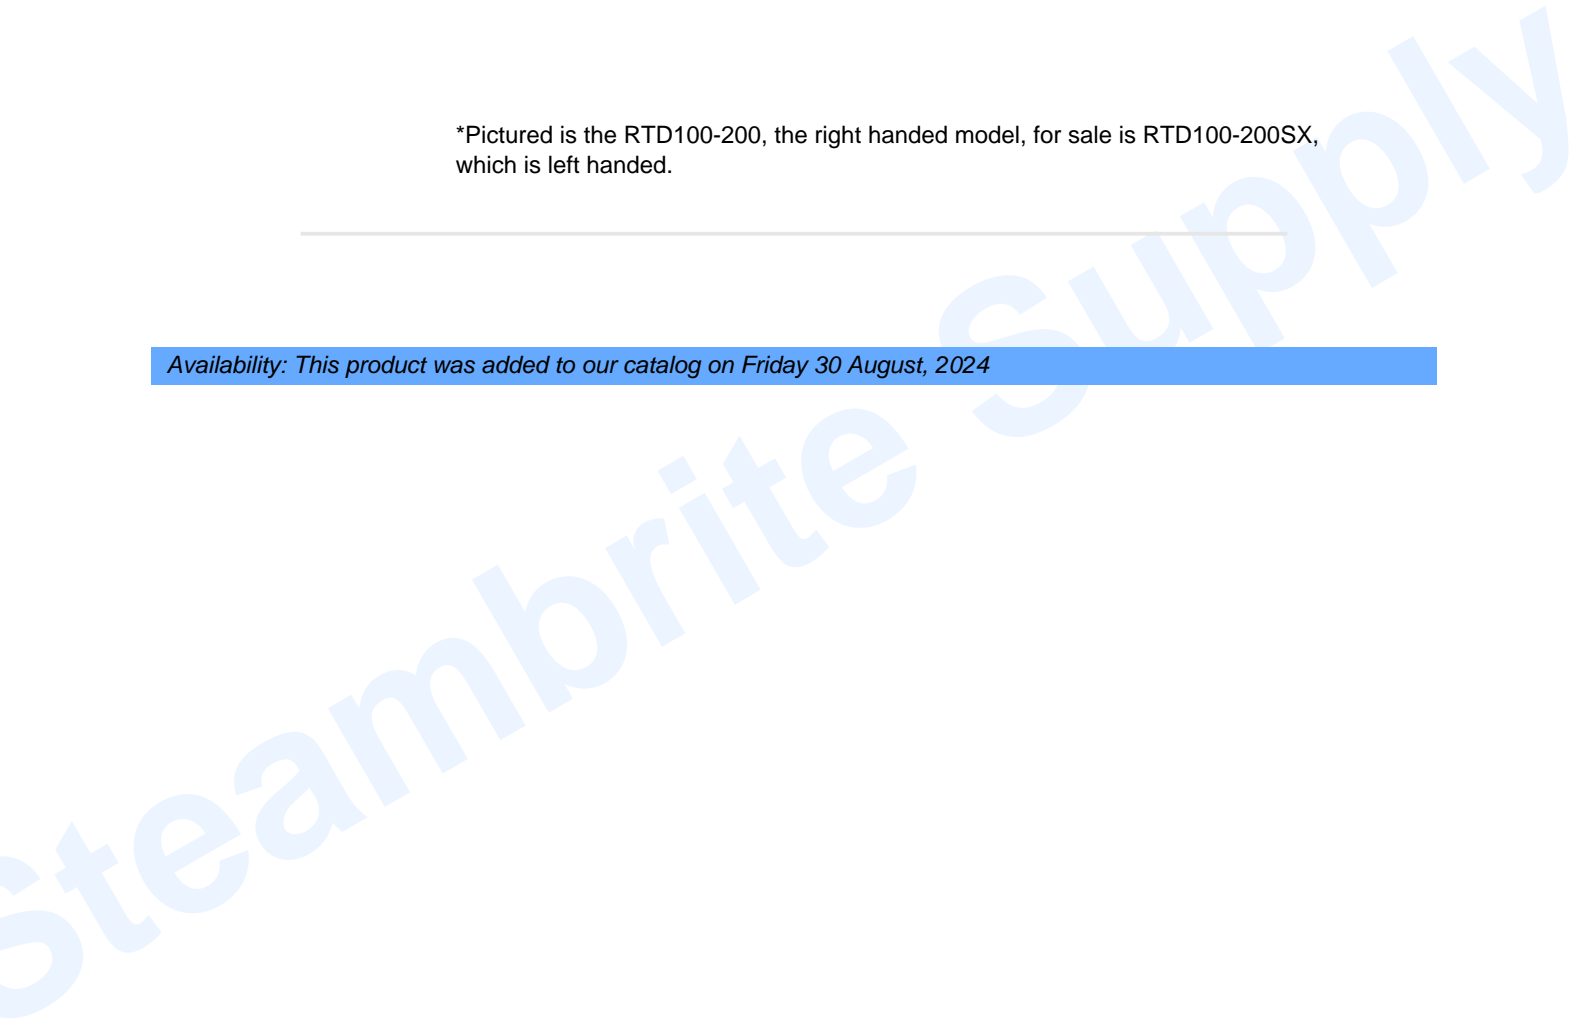 *Pictured is the RTD100-200, the right handed model, for sale is RTD100-200SX,
which is left handed.
Availability: This product was added to our catalog on Friday 30 August, 2024
Steambrite Supply